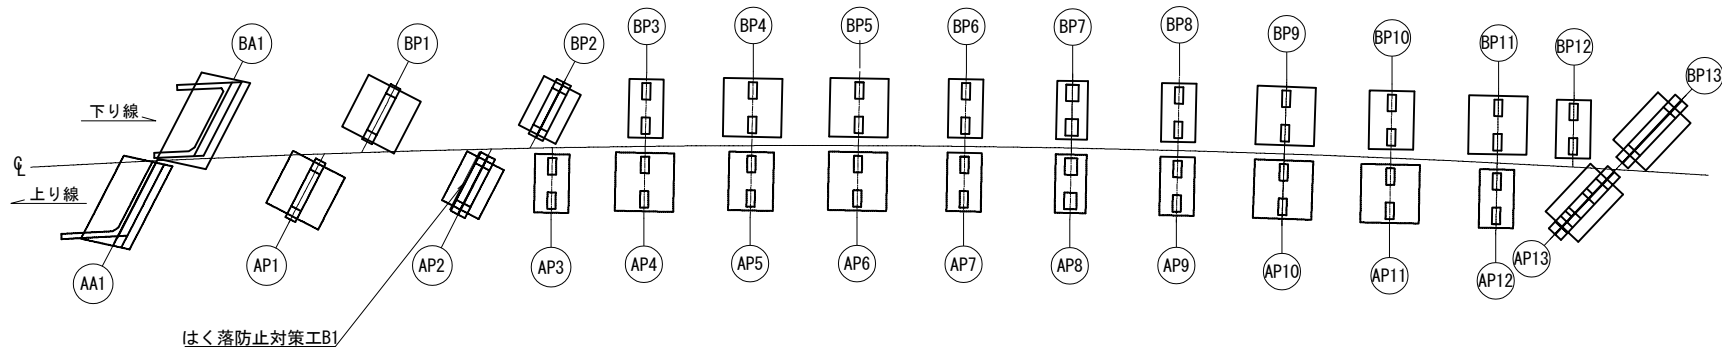 BA1
BP1
BP2
BP3
BP4
BP5
BP6
BP7
BP8
BP9
BP10
BP11
BP12
BP13
下り線
℄
上り線
AA1
AP1
AP2
AP3
AP4
AP5
AP6
AP7
AP8
AP9
AP10
AP11
AP12
AP13
はく落防止対策工B1